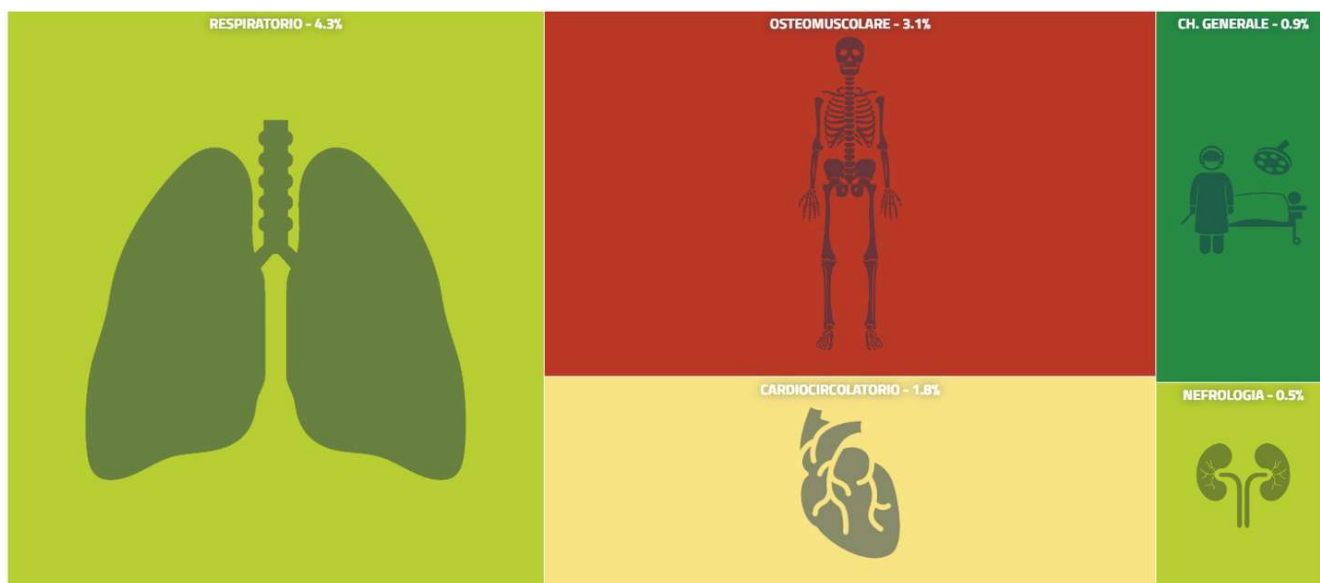 RESPIRATORIO - 4.3%
OSTEOMUSCOLARE - 3.1%
CH. GENERALE - 0.9%
CARDIOCIRCOLATORIO - 1.8%
NEFROLOGIA - 0.5%